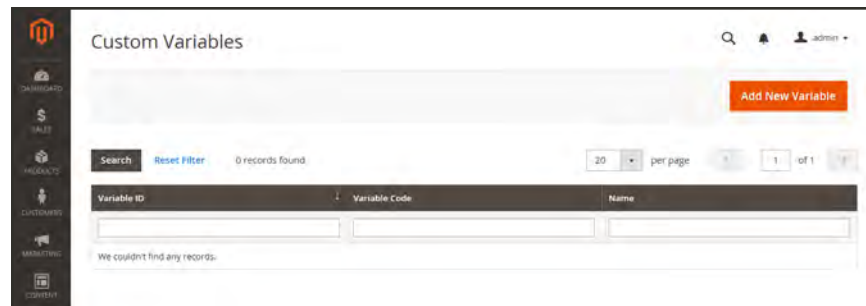 Custom Variables
admin
Add New Variable
DASHBOARD
SALES
PRODUCTS
CUSTOMERS
MARKETING
CONTENT
Search Reset Filter 0 records found 20 per page 1 of 1
Variable ID Variable Code Name
We couldn't find any records.